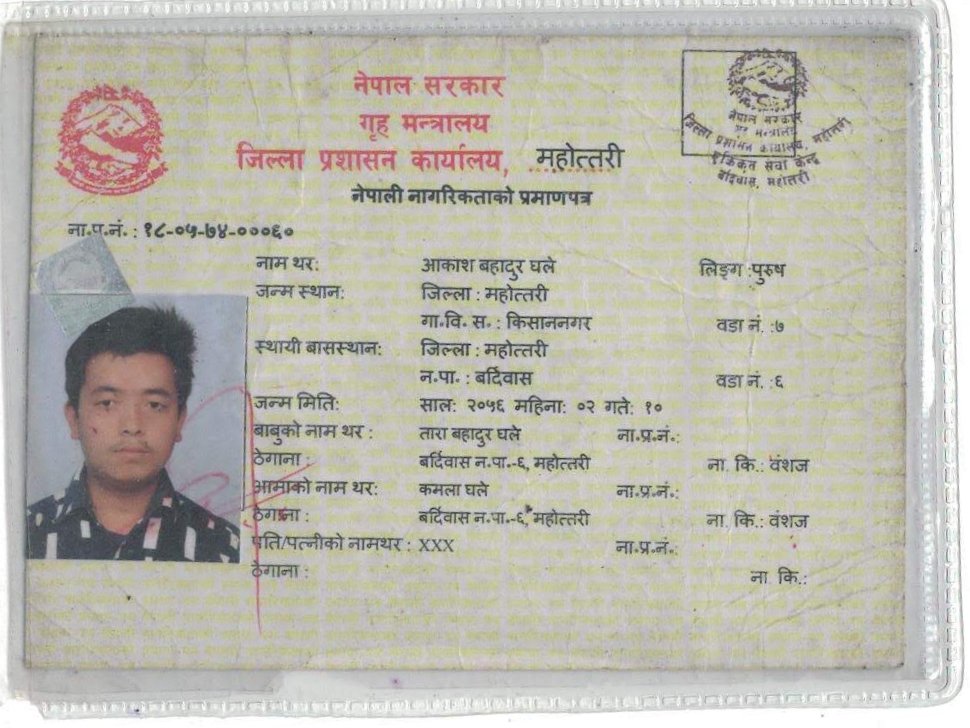 नेपाल सरकार
गृह मन्त्रालय
जिल्ला प्रशासन कार्यालय, महोत्तरी
नेपाली नागरिकताको प्रमाणपत्र
नेपाल सरकार
गृह मन्त्रालय
जिल्ला प्रशासन कार्यालय, महोत्तरी
एकिकृत सेवा केन्द्र
बर्दिवास, महोत्तरी
ना.प्र.नं.: १८-०५-७४-०००६०
नाम थर: आकाश बहादुर घले लिङ्ग :पुरुष
जन्म स्थान: जिल्ला : महोत्तरी
गा.वि. स. : किसाननगर वडा नं :७
स्थायी बासस्थान: जिल्ला : महोत्तरी
न.पा. : बर्दिवास वडा नं. :६
जन्म मिति: साल: २०५६ महिना: ०२ गते: १०
बाबुको नाम थर : तारा बहादुर घले ना.प्र.नं.:
ठेगाना : बर्दिवास न.पा.-६, महोत्तरी ना. कि.: वंशज
आमाको नाम थर: कमला घले ना.प्र.नं.:
ठेगाना : बर्दिवास न.पा.-६, महोत्तरी ना. कि.: वंशज
पति/पत्नीको नामथर : XXX ना.प्र.नं.:
ठेगाना : ना. कि.: